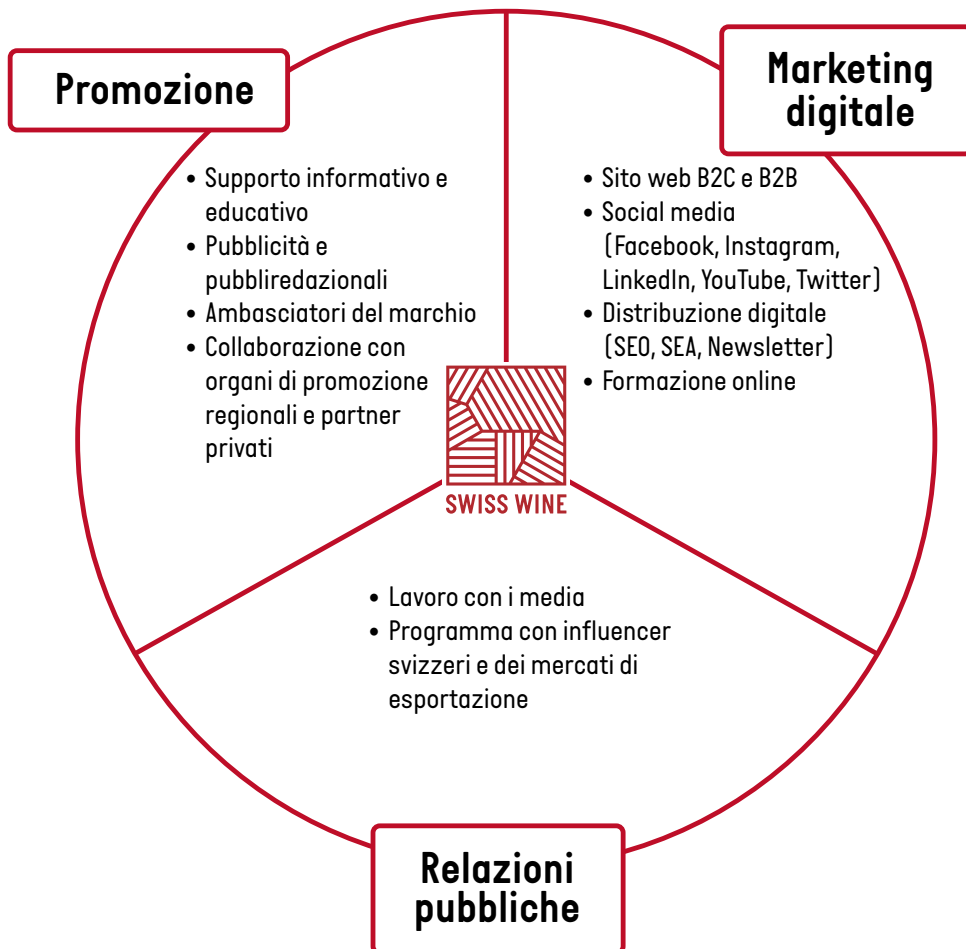 Promozione
• Supporto informativo e
educativo
• Pubblicità e
pubbliredazionali
• Ambasciatori del marchio
• Collaborazione con
organi di promozione
regionali e partner
privati
Marketing
digitale
• Sito web B2C e B2B
• Social media
(Facebook, Instagram,
LinkedIn, YouTube, Twitter)
• Distribuzione digitale
(SEO, SEA, Newsletter)
• Formazione online
SWISS WINE
• Lavoro con i media
• Programma con influencer
svizzeri e dei mercati di
esportazione
Relazioni
pubbliche